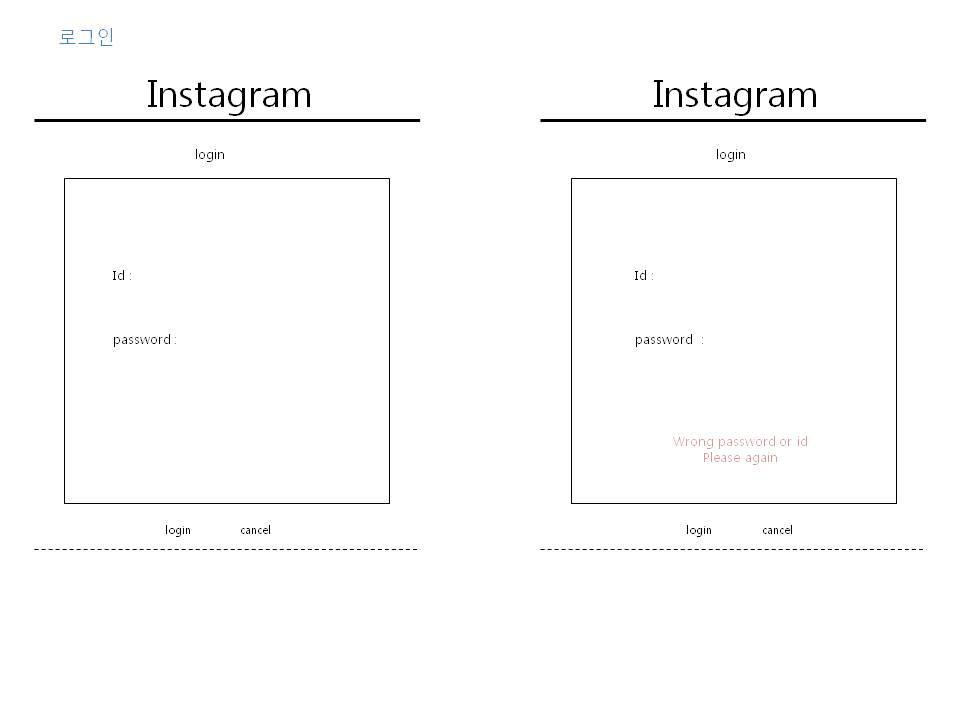 로그인
Instagram
login
Id :
password :
login cancel
Instagram
login
Id :
password :
Wrong password or id
Please again
login cancel